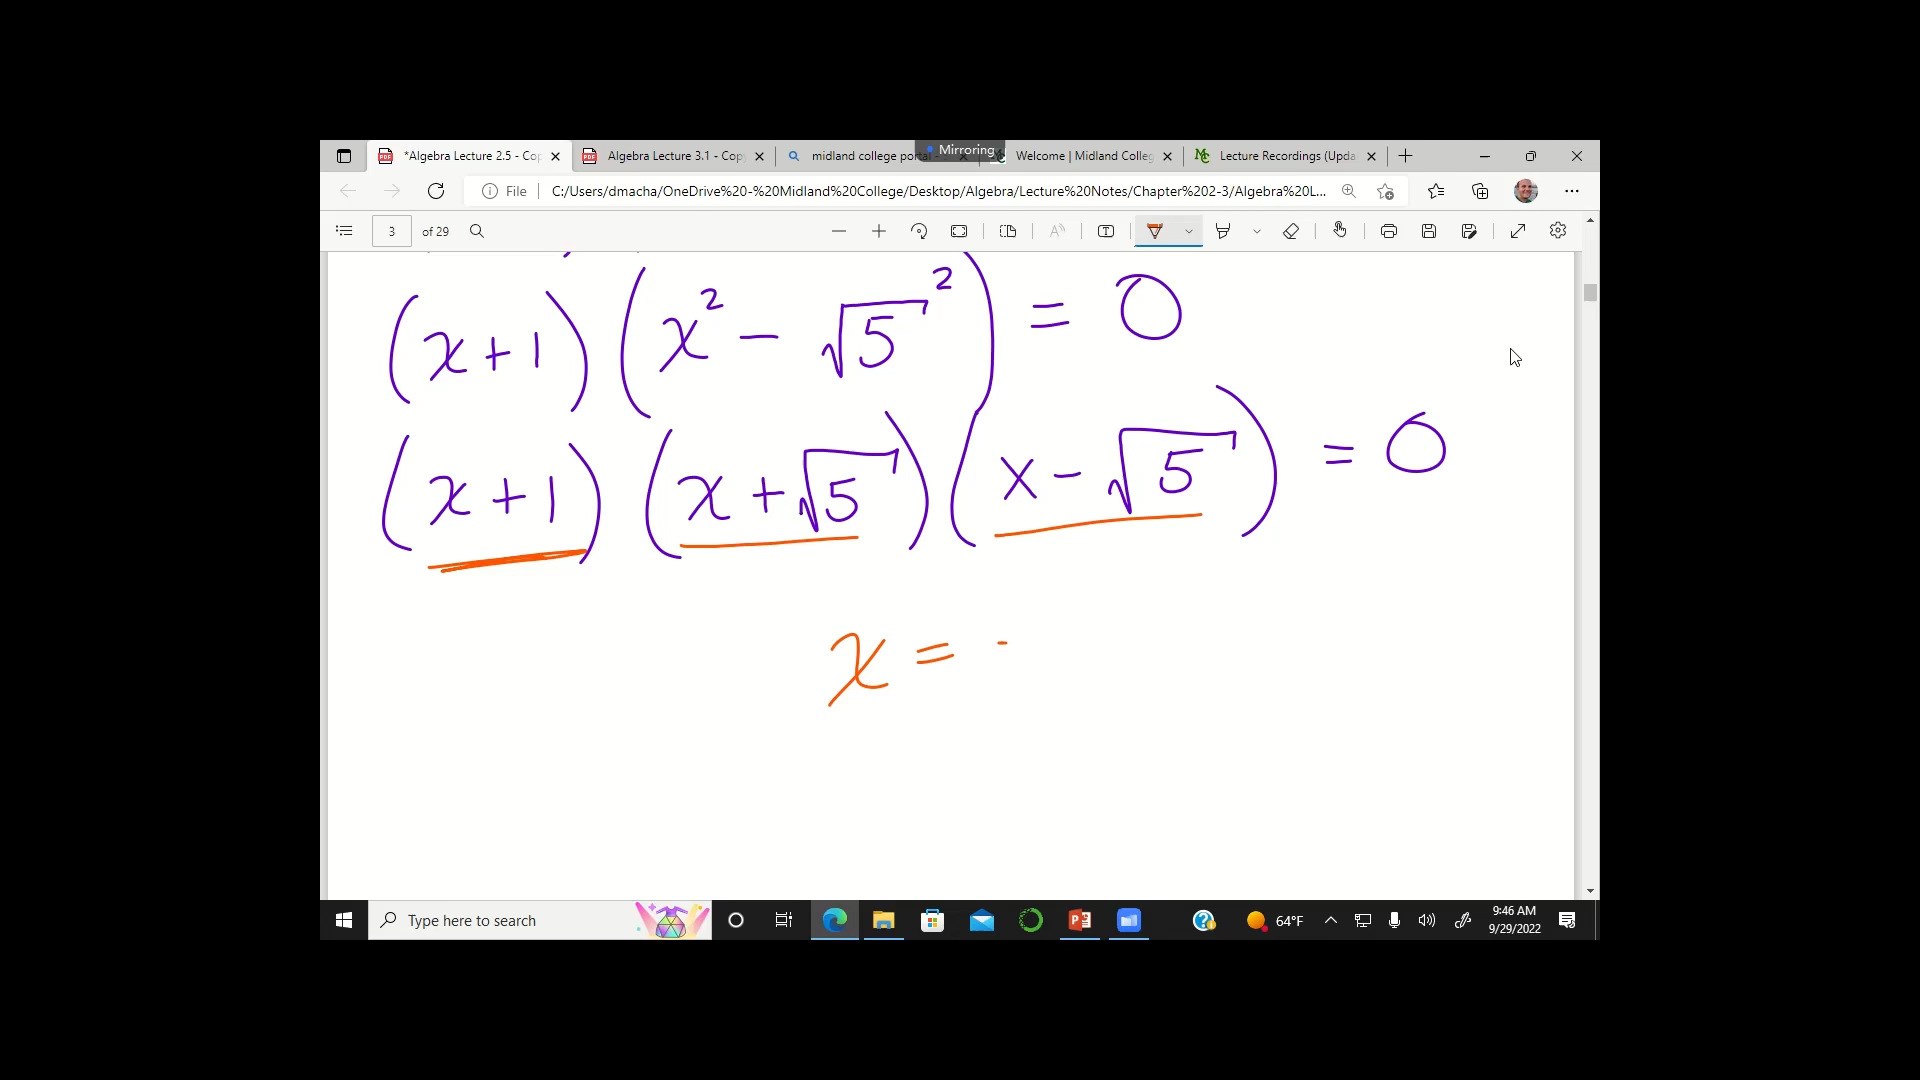 Mirroring
*Algebra Lecture 2.5 - Cop
Algebra Lecture 3.1 - Copy
midland college portal -
Welcome | Midland Colleg
Lecture Recordings (Upda
File
C:/Users/dmacha/OneDrive%20-%20Midland%20College/Desktop/Algebra/Lecture%20Notes/Chapter%202-3/Algebra%20L...
3 of 29
(x+1)(x² - √5²) = 0
(x+1)(x+√5)(x-√5) = 0
x = -
Type here to search
64°F
9:46 AM
9/29/2022